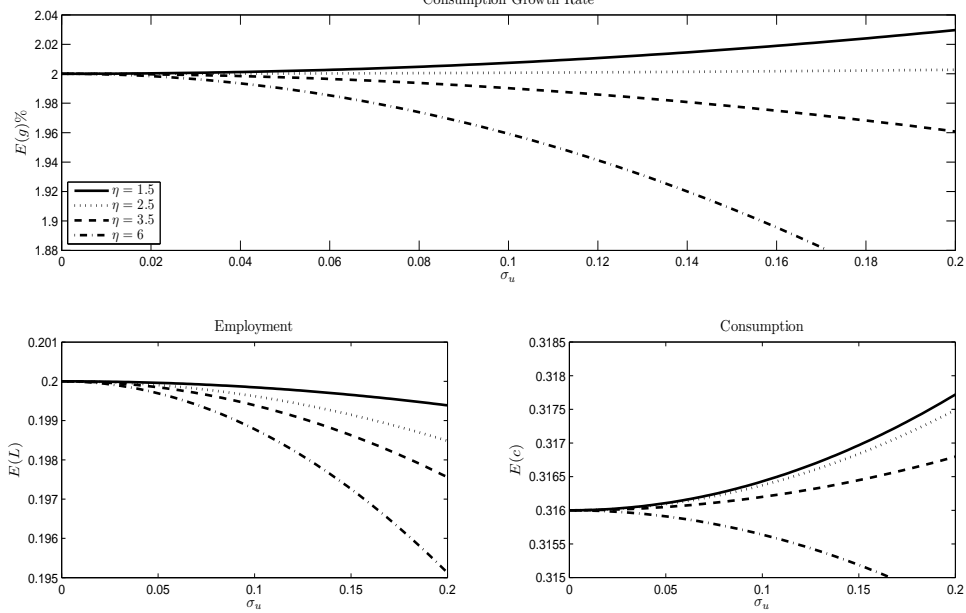 Consumption Growth Rate
2.04
2.02
2
1.98
1.96
1.94
1.92
1.9
1.88
E(g)%
η = 1.5
η = 2.5
η = 3.5
η = 6
0 0.02 0.04 0.06 0.08 0.1 0.12 0.14 0.16 0.18 0.2
σu
Employment
0.201
0.2
0.199
0.198
0.197
0.196
0.195
E(L)
0 0.05 0.1 0.15 0.2
σu
Consumption
0.3185
0.318
0.3175
0.317
0.3165
0.316
0.3155
0.315
E(c)
0 0.05 0.1 0.15 0.2
σu